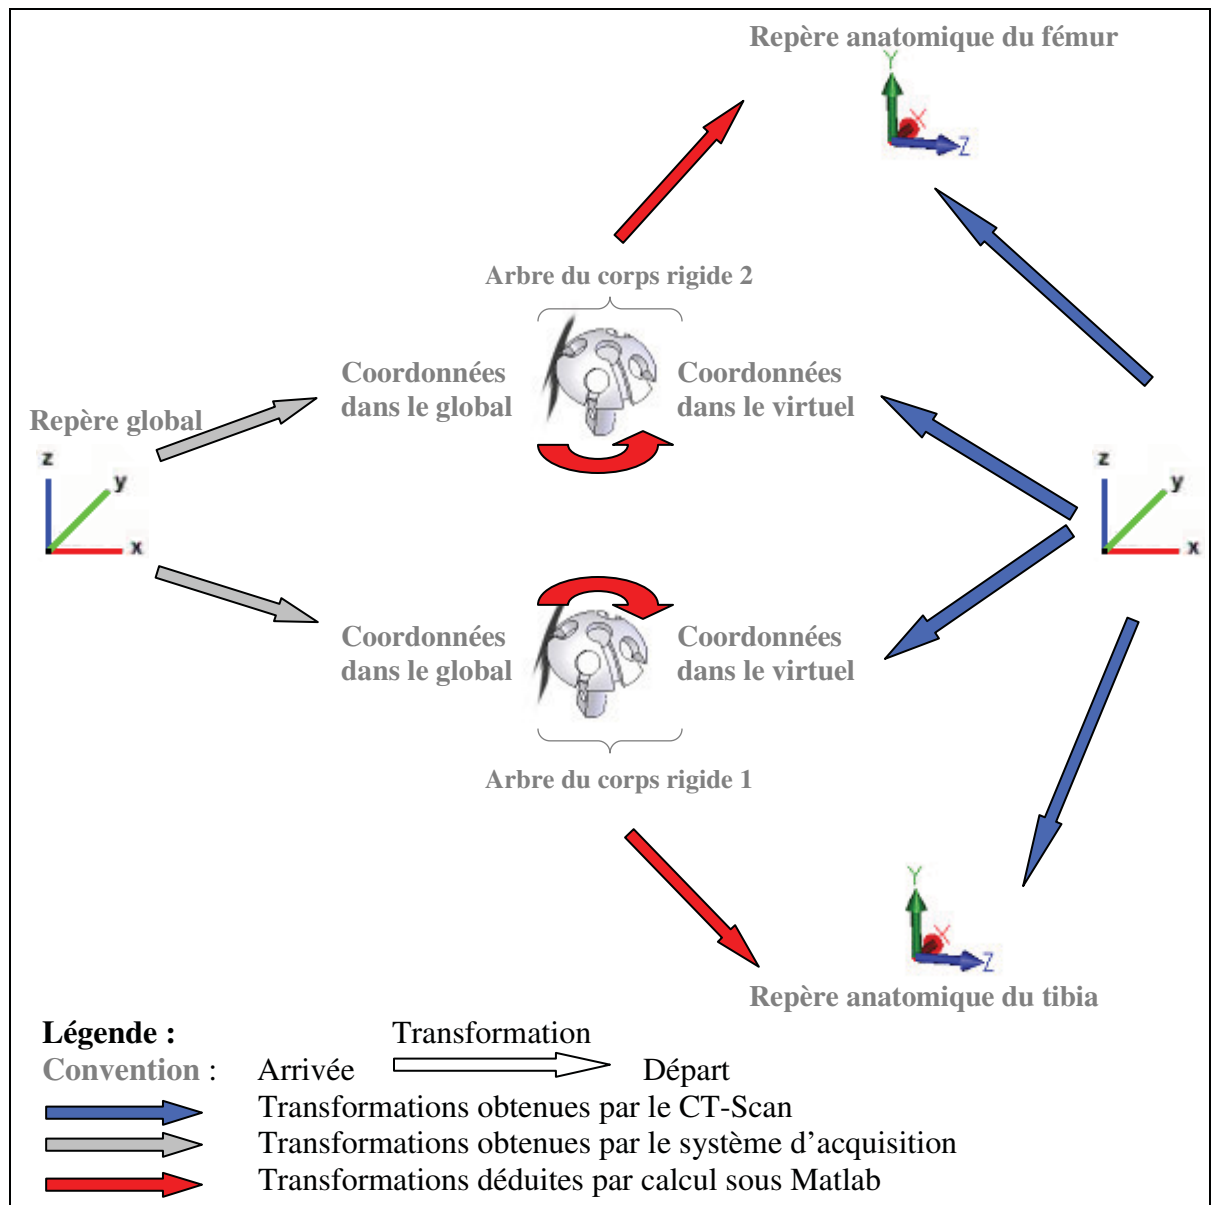 Repère anatomique du fémur
Y
X
Z
Arbre du corps rigide 2
Coordonnées
dans le global
Coordonnées
dans le virtuel
Repère global
z
y
x
z
y
x
Coordonnées
dans le global
Coordonnées
dans le virtuel
Arbre du corps rigide 1
Y
X
Z
Repère anatomique du tibia
Légende :
Transformation
Convention : Arrivée Départ
Transformations obtenues par le CT-Scan
Transformations obtenues par le système d'acquisition
Transformations déduites par calcul sous Matlab